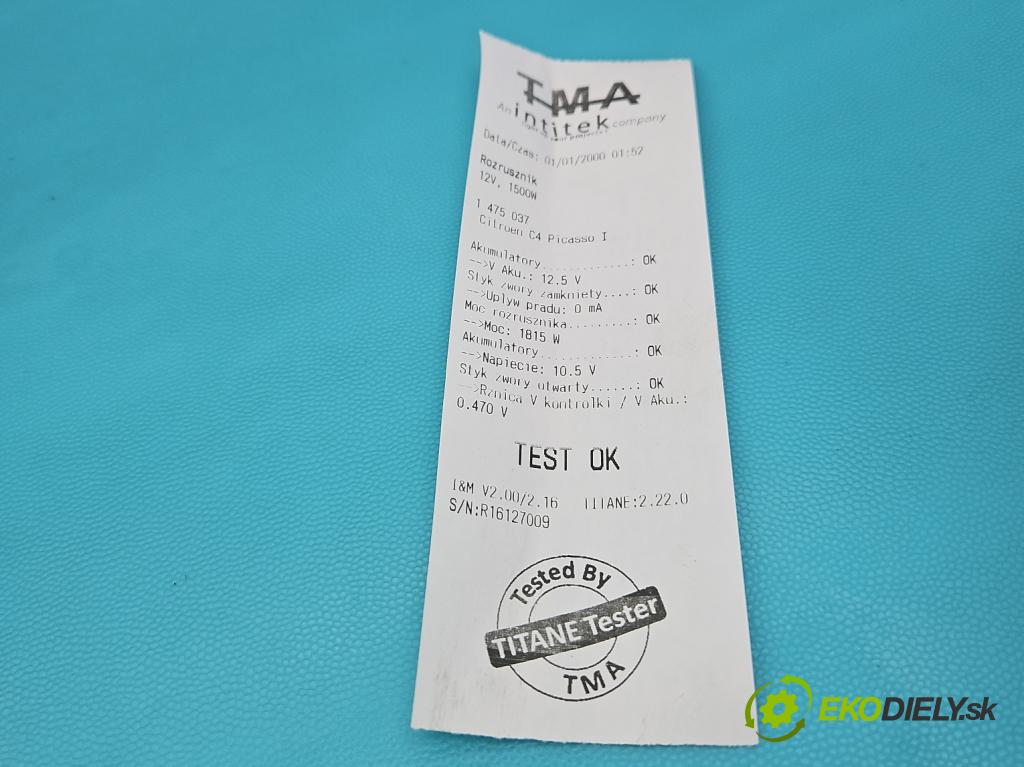 TMA
An intitek company
Data/Czas: 01/01/2000 01:52
Rozrusznik
12V, 1500W
1 475 037
Citroen C4 Picasso I
Akumulatory.............: OK
-->V Aku.: 12.5 V
Styk zwory zamkniety....: OK
-->Uplyw pradu: 0 mA
Moc rozrusznika.........: OK
-->Moc: 1815 W
Akumulatory.............: OK
-->Napiecie: 10.5 V
Styk zwory otwarty......: OK
-->Rznica V kontrolki / V Aku.:
0.470 V
TEST OK
I&M V2.00/2.16 TITANE:2.22.0
S/N:R16127009
Tested By
TITANE Tester
TMA
EKODIELY.sk